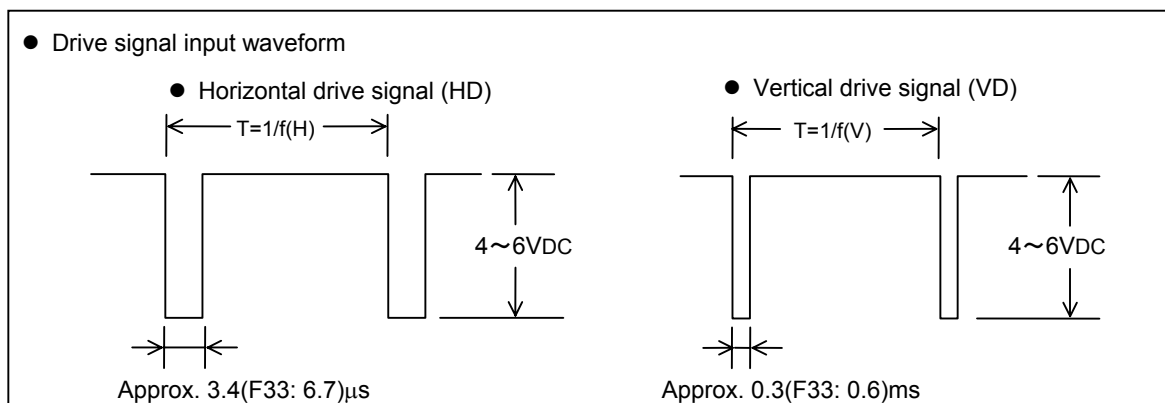 ● Drive signal input waveform
● Horizontal drive signal (HD)
● Vertical drive signal (VD)
T=1/f(H)
T=1/f(V)
4～6VDC
4～6VDC
Approx. 3.4(F33: 6.7)μs
Approx. 0.3(F33: 0.6)ms